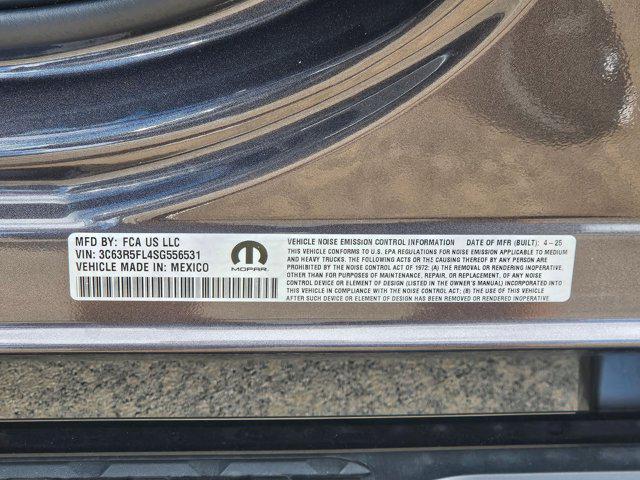 MFD BY: FCA US LLC
VIN: 3C63R5FL4SG556531
VEHICLE MADE IN: MEXICO
MOPAR
VEHICLE NOISE EMISSION CONTROL INFORMATION DATE OF MFR (BUILT): 4-25
THIS VEHICLE CONFORMS TO U.S. EPA REGULATIONS FOR NOISE EMISSION APPLICABLE TO MEDIUM
AND HEAVY TRUCKS. THE FOLLOWING ACTS OR THE CAUSING THEREOF BY ANY PERSON ARE
PROHIBITED BY THE NOISE CONTROL ACT OF 1972: (A) THE REMOVAL OR RENDERING INOPERATIVE,
OTHER THAN FOR PURPOSES OF MAINTENANCE, REPAIR, OR REPLACEMENT, OF ANY NOISE
CONTROL DEVICE OR ELEMENT OF DESIGN (LISTED IN THE OWNER'S MANUAL) INCORPORATED INTO
THIS VEHICLE IN COMPLIANCE WITH THE NOISE CONTROL ACT; (B) THE USE OF THIS VEHICLE
AFTER SUCH DEVICE OR ELEMENT OF DESIGN HAS BEEN REMOVED OR RENDERED INOPERATIVE